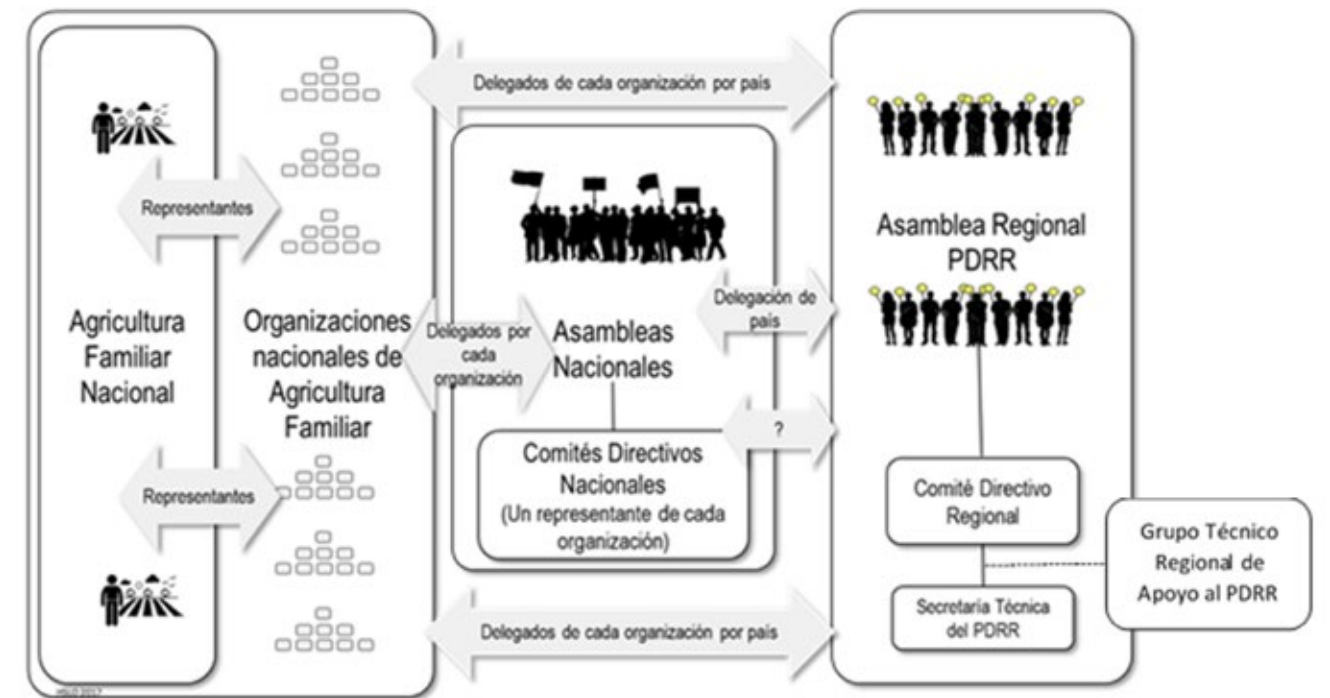 Delegados de cada organización por país
Representantes
Agricultura
Familiar
Nacional
Organizaciones
nacionales de
Agricultura
Familiar
Representantes
HSLO 2017
Delegados por
cada
organización
Asambleas
Nacionales
Comités Directivos
Nacionales
(Un representante de cada
organización)
Delegación de
país
?
Delegados de cada organización por país
Asamblea Regional
PDRR
Comité Directivo
Regional
Secretaría Técnica
del PDRR
Grupo Técnico
Regional de
Apoyo al PDRR